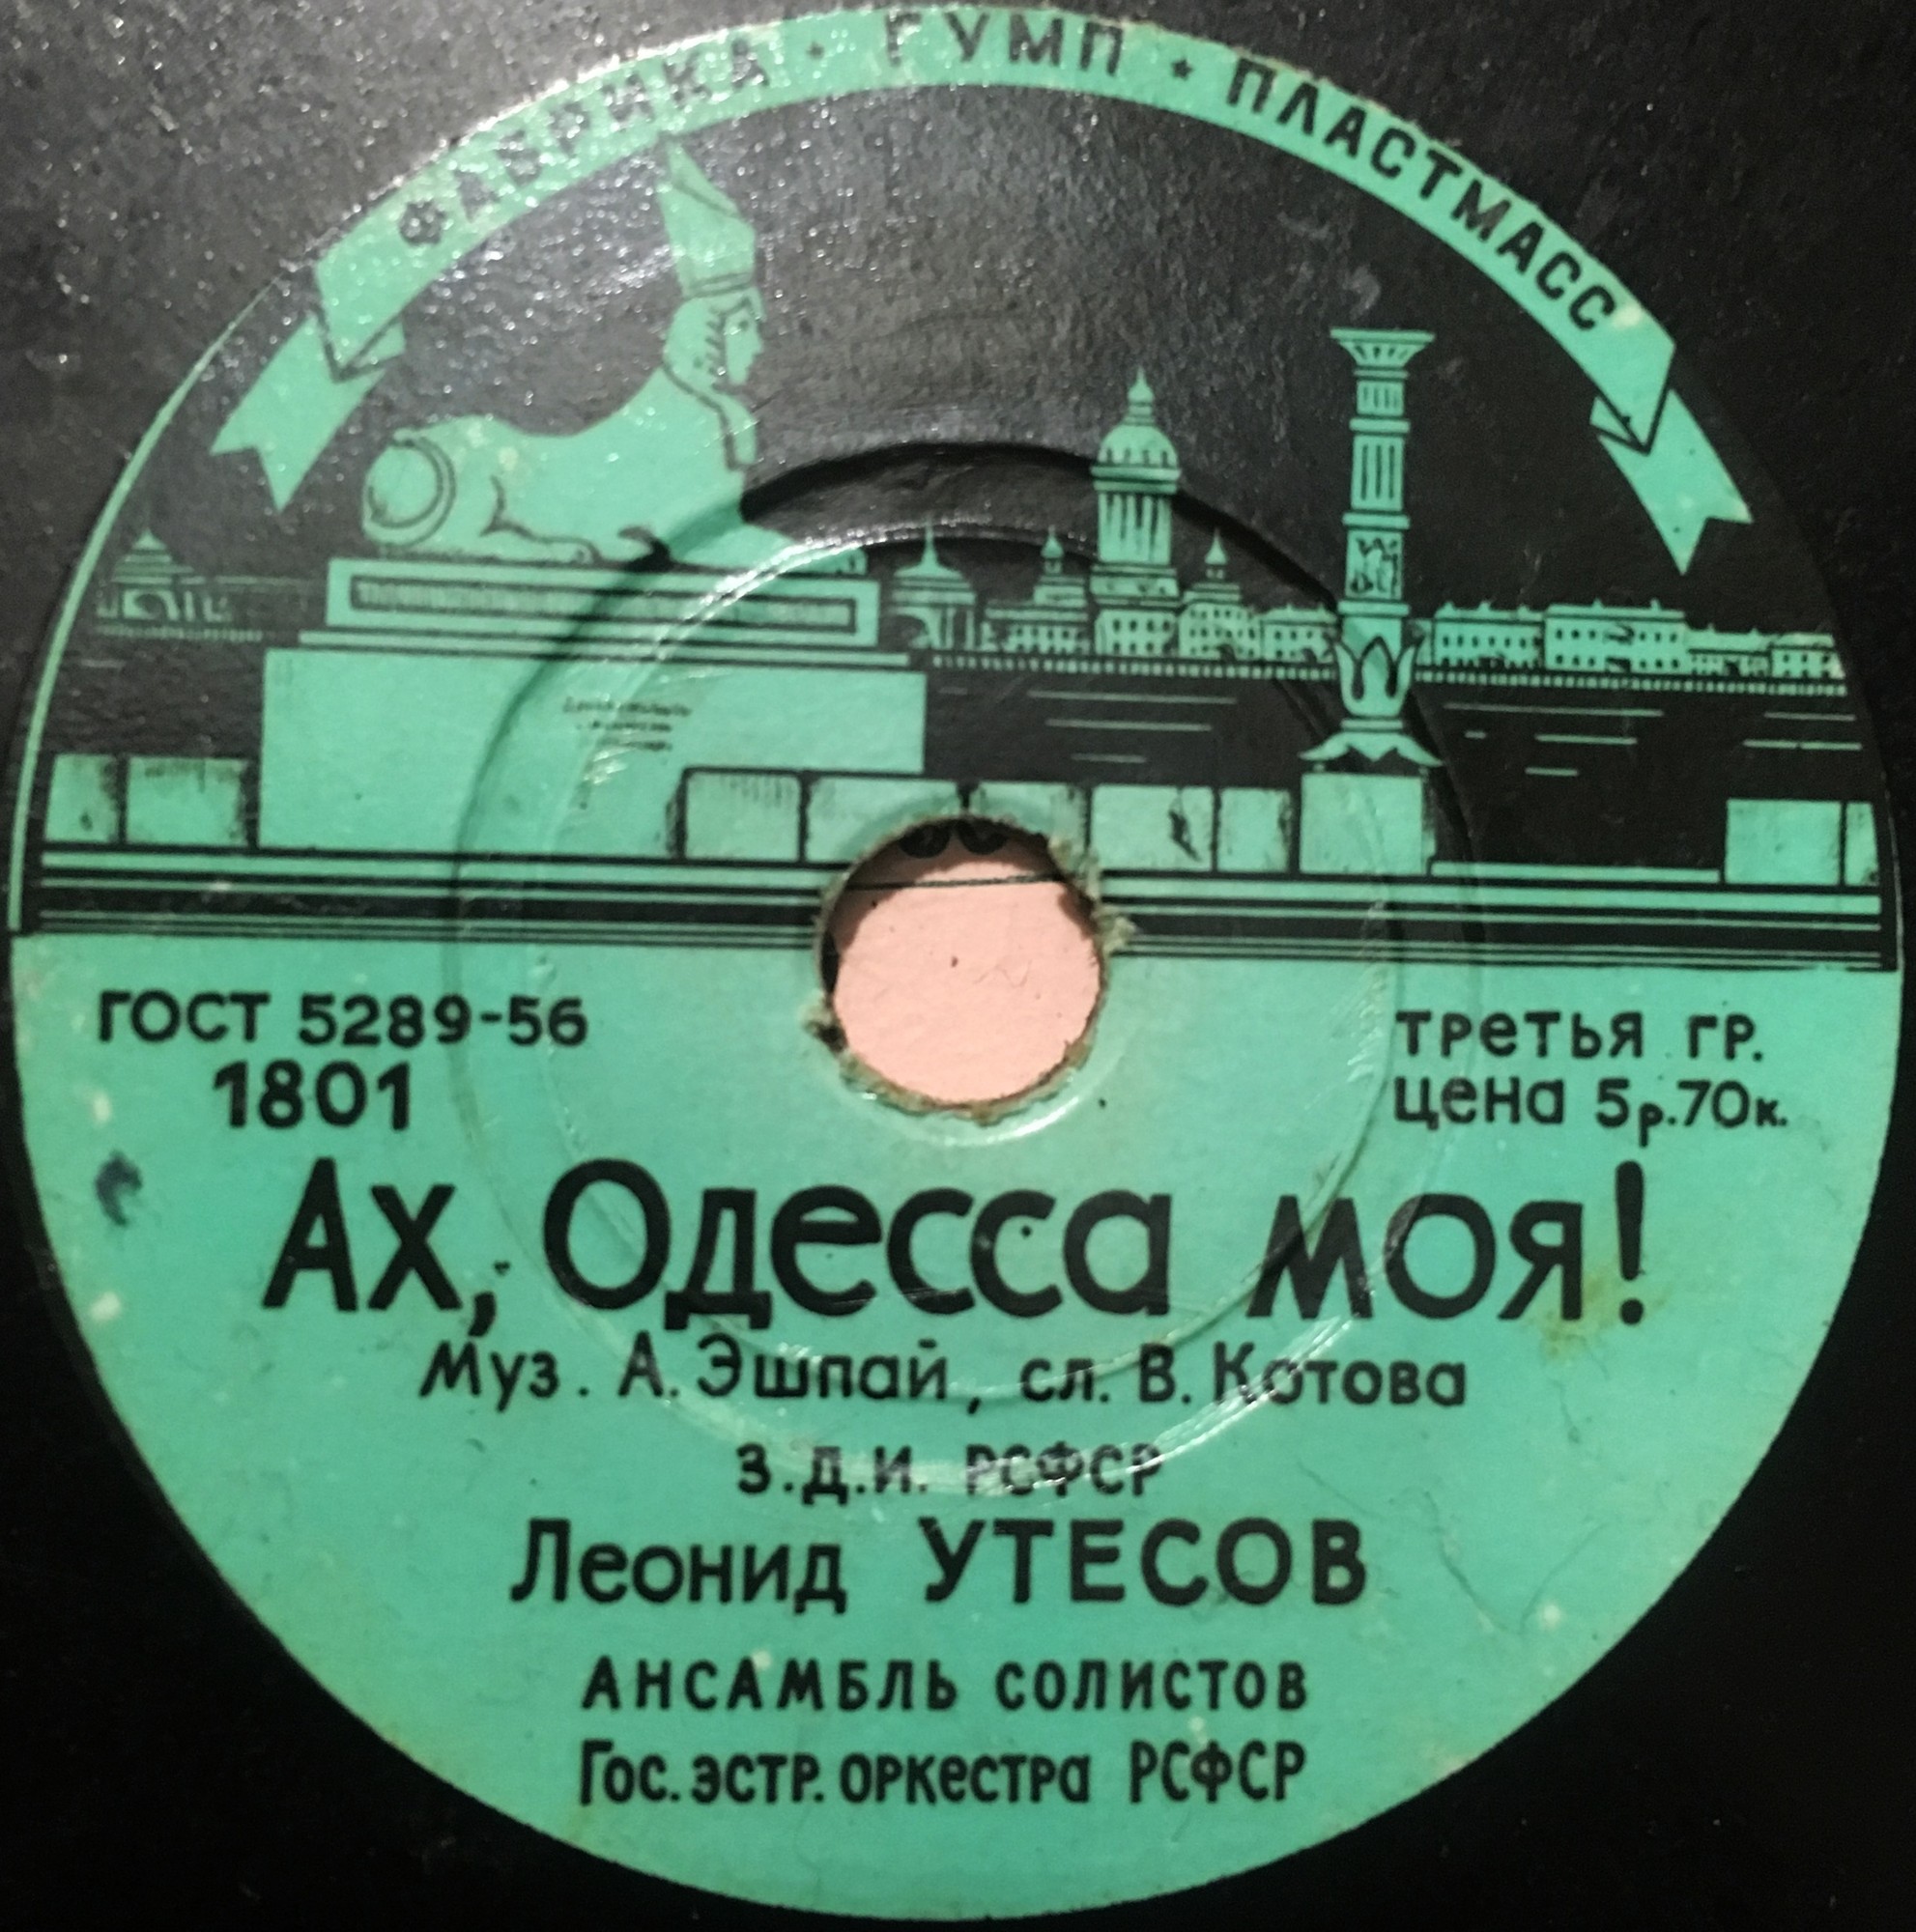 ФАБРИКА · ГУМП ★ ПЛАСТМАСС
ГОСТ 5289-56
1801
третья гр.
цена 5р.70к.
Ах, Одесса моя!
Муз. А. Эшпай, сл. В. Котова
З.Д.И. РСФСР
Леонид УТЕСОВ
АНСАМБЛЬ СОЛИСТОВ
Гос. эстр. оркестра РСФСР